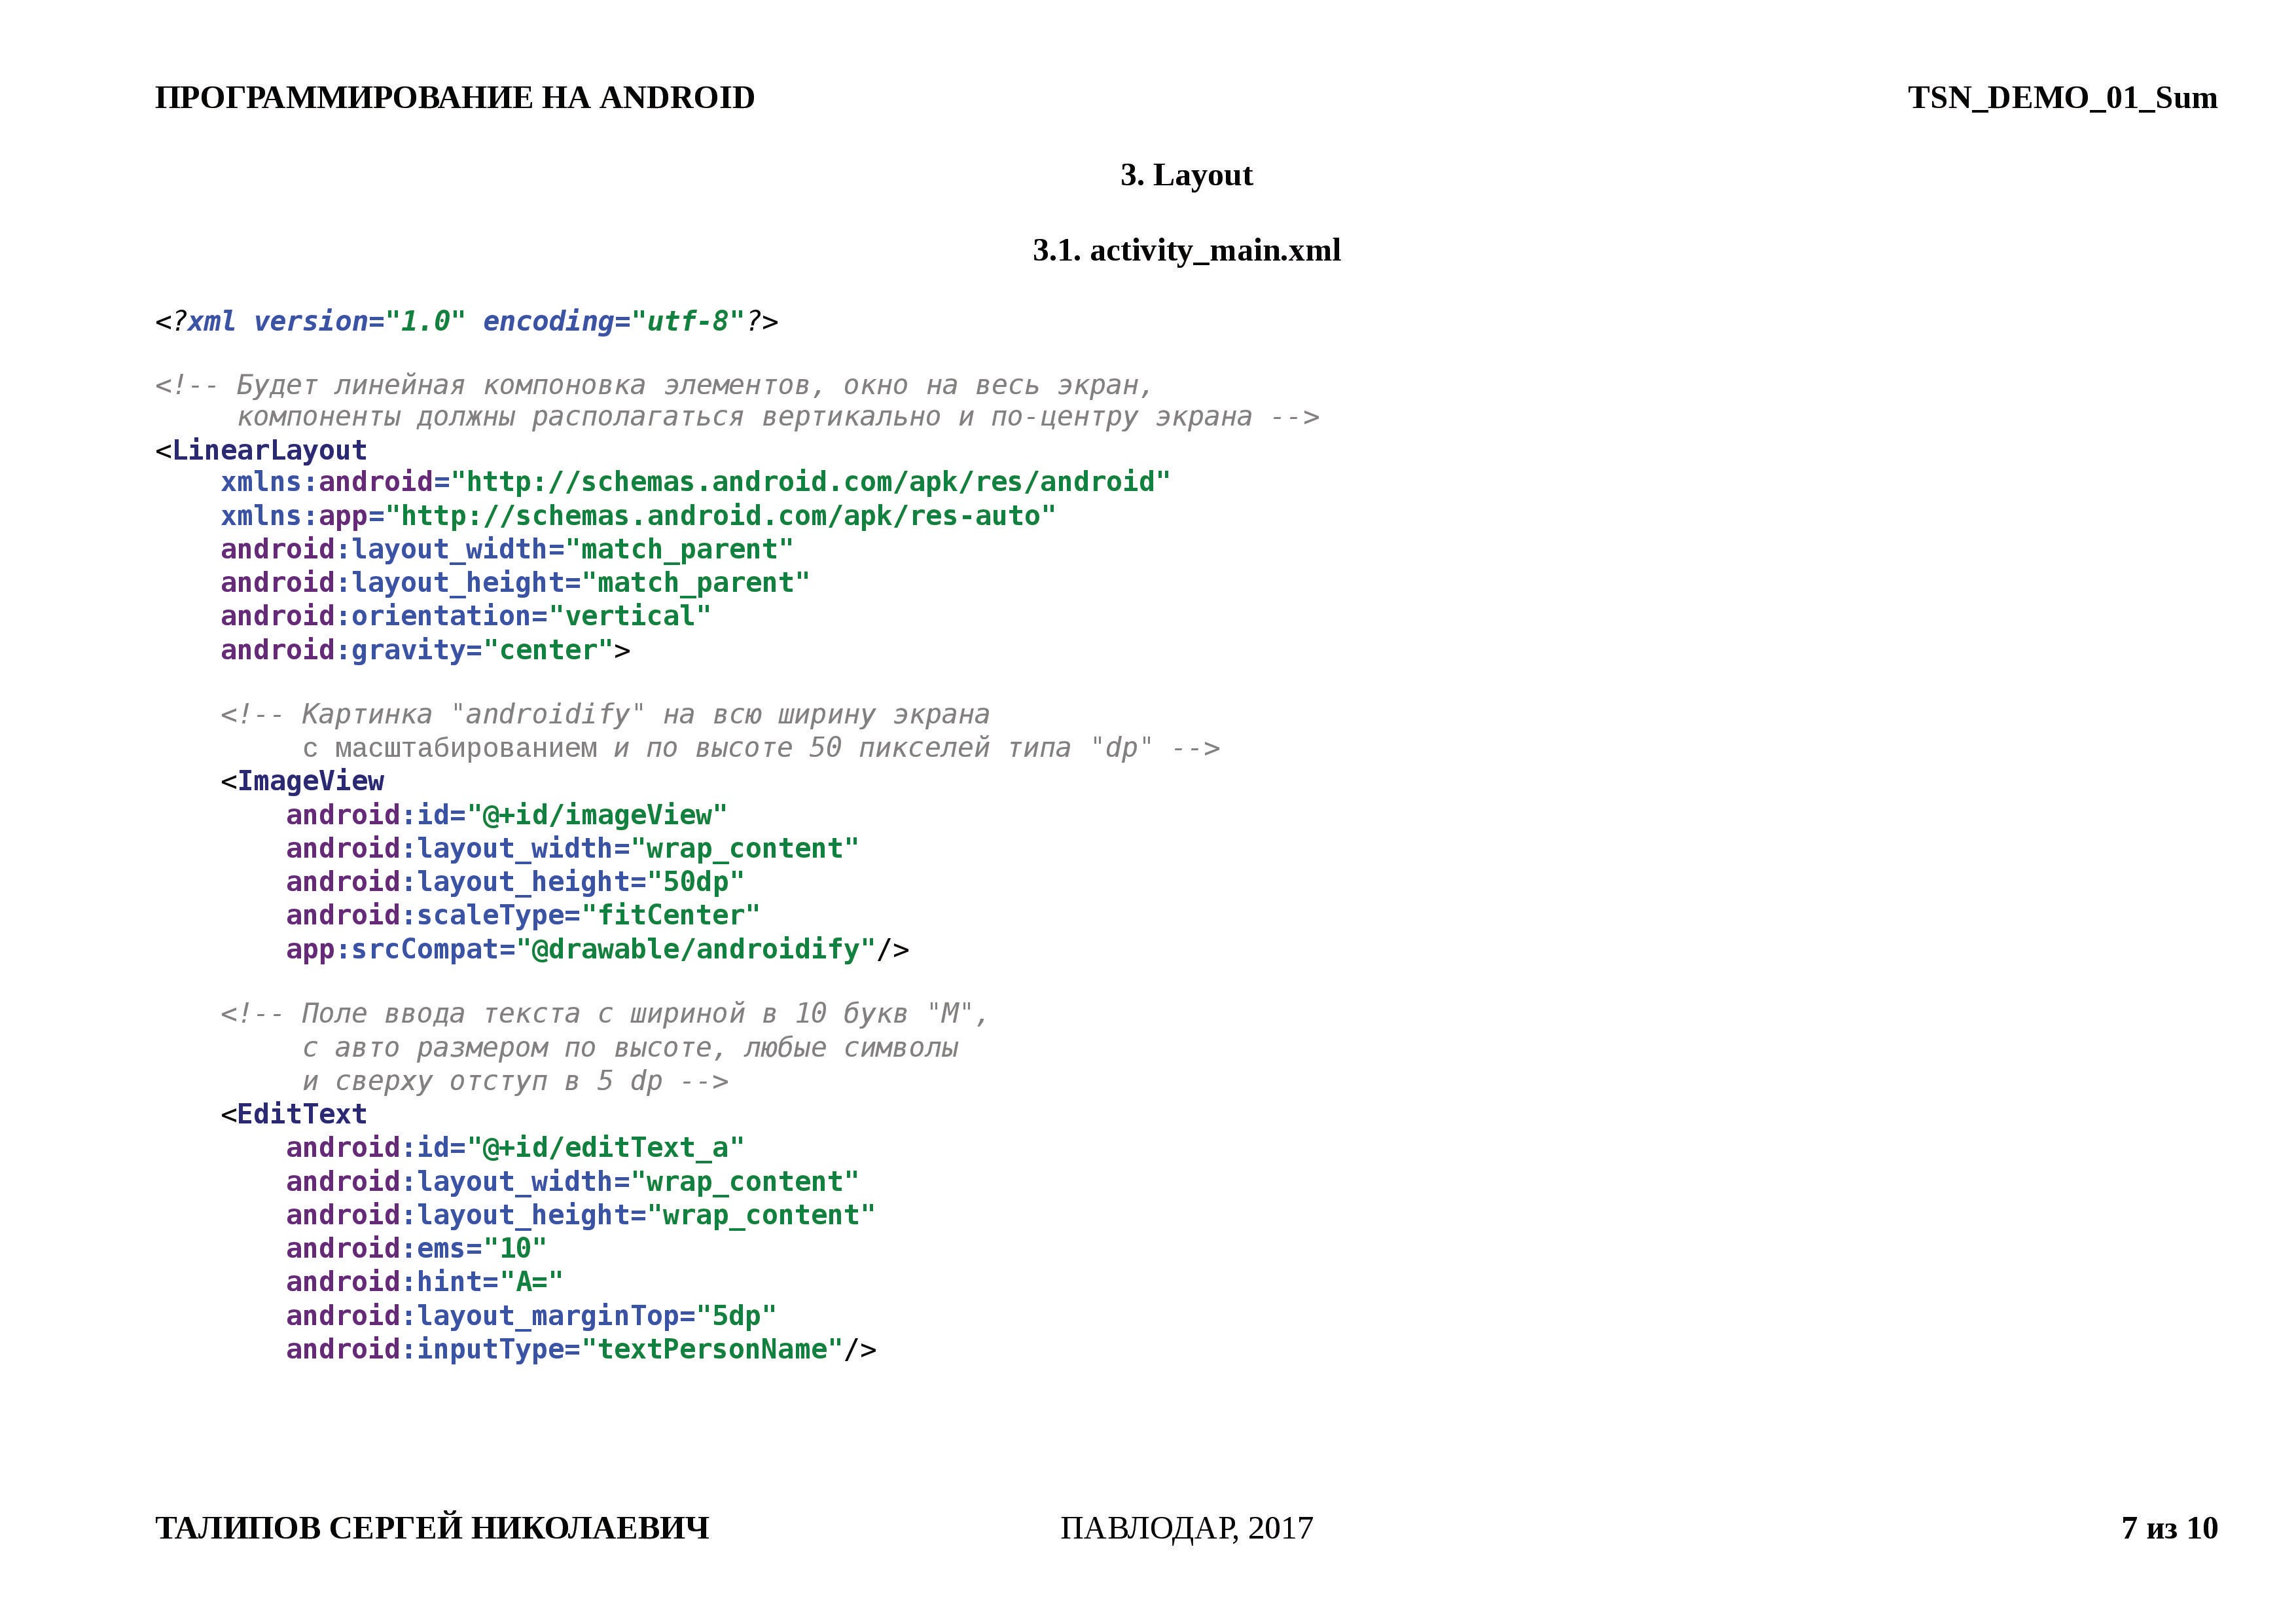 ПРОГРАММИРОВАНИЕ НА ANDROID TSN_DEMO_01_Sum
3. Layout
3.1. activity_main.xml
<?xml version="1.0" encoding="utf-8"?>
<!-- Будет линейная компоновка элементов, окно на весь экран,
     компоненты должны располагаться вертикально и по-центру экрана -->
<LinearLayout
    xmlns:android="http://schemas.android.com/apk/res/android"
    xmlns:app="http://schemas.android.com/apk/res-auto"
    android:layout_width="match_parent"
    android:layout_height="match_parent"
    android:orientation="vertical"
    android:gravity="center">
    <!-- Картинка "androidify" на всю ширину экрана
         с масштабированием и по высоте 50 пикселей типа "dp" -->
    <ImageView
        android:id="@+id/imageView"
        android:layout_width="wrap_content"
        android:layout_height="50dp"
        android:scaleType="fitCenter"
        app:srcCompat="@drawable/androidify"/>
    <!-- Поле ввода текста с шириной в 10 букв "М",
         с авто размером по высоте, любые символы
         и сверху отступ в 5 dp -->
    <EditText
        android:id="@+id/editText_a"
        android:layout_width="wrap_content"
        android:layout_height="wrap_content"
        android:ems="10"
        android:hint="A="
        android:layout_marginTop="5dp"
        android:inputType="textPersonName"/>
ТАЛИПОВ СЕРГЕЙ НИКОЛАЕВИЧ ПАВЛОДАР, 2017 7 из 10